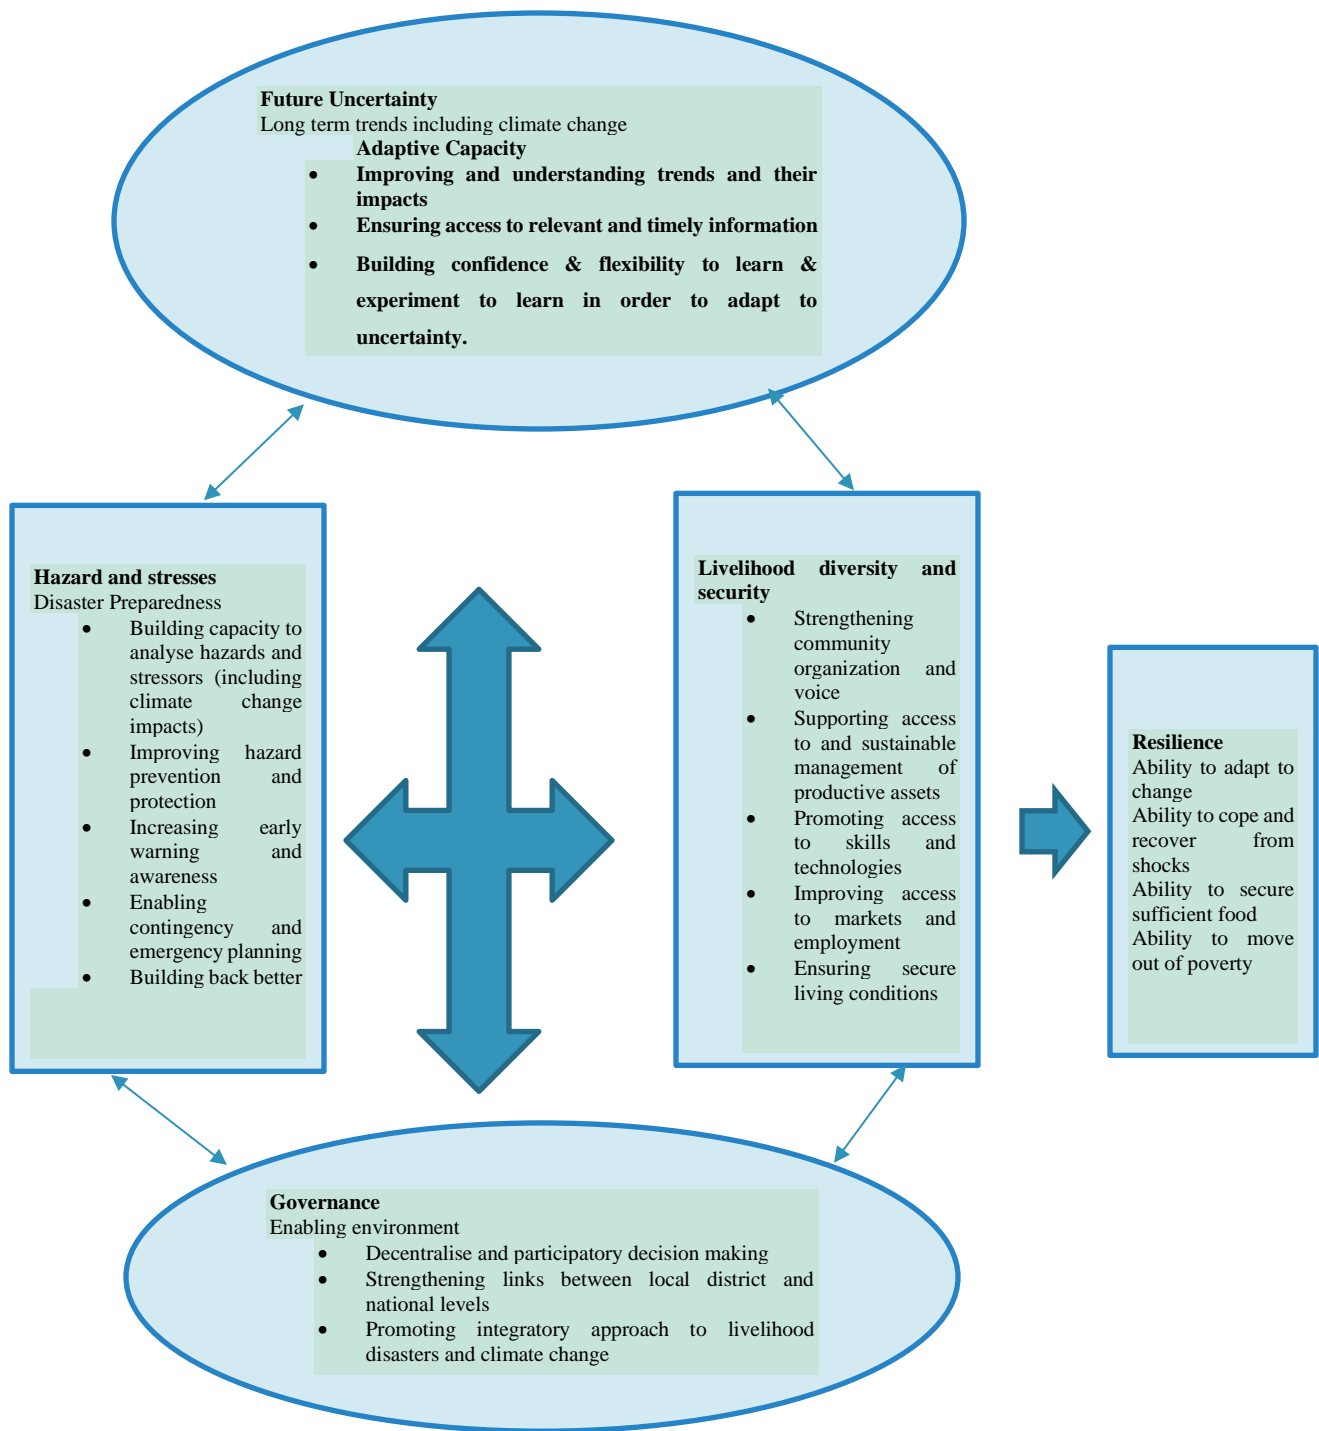 Future Uncertainty
Long term trends including climate change
Adaptive Capacity
• Improving and understanding trends and their
impacts
• Ensuring access to relevant and timely information
• Building confidence & flexibility to learn &
experiment to learn in order to adapt to
uncertainty.
Hazard and stresses
Disaster Preparedness
• Building capacity to
analyse hazards and
stressors (including
climate change
impacts)
• Improving hazard
prevention and
protection
• Increasing early
warning and
awareness
• Enabling
contingency and
emergency planning
• Building back better
Livelihood diversity and
security
• Strengthening
community
organization and
voice
• Supporting access
to and sustainable
management of
productive assets
• Promoting access
to skills and
technologies
• Improving access
to markets and
employment
• Ensuring secure
living conditions
Resilience
Ability to adapt to
change
Ability to cope and
recover from
shocks
Ability to secure
sufficient food
Ability to move
out of poverty
Governance
Enabling environment
• Decentralise and participatory decision making
• Strengthening links between local district and
national levels
• Promoting integratory approach to livelihood
disasters and climate change